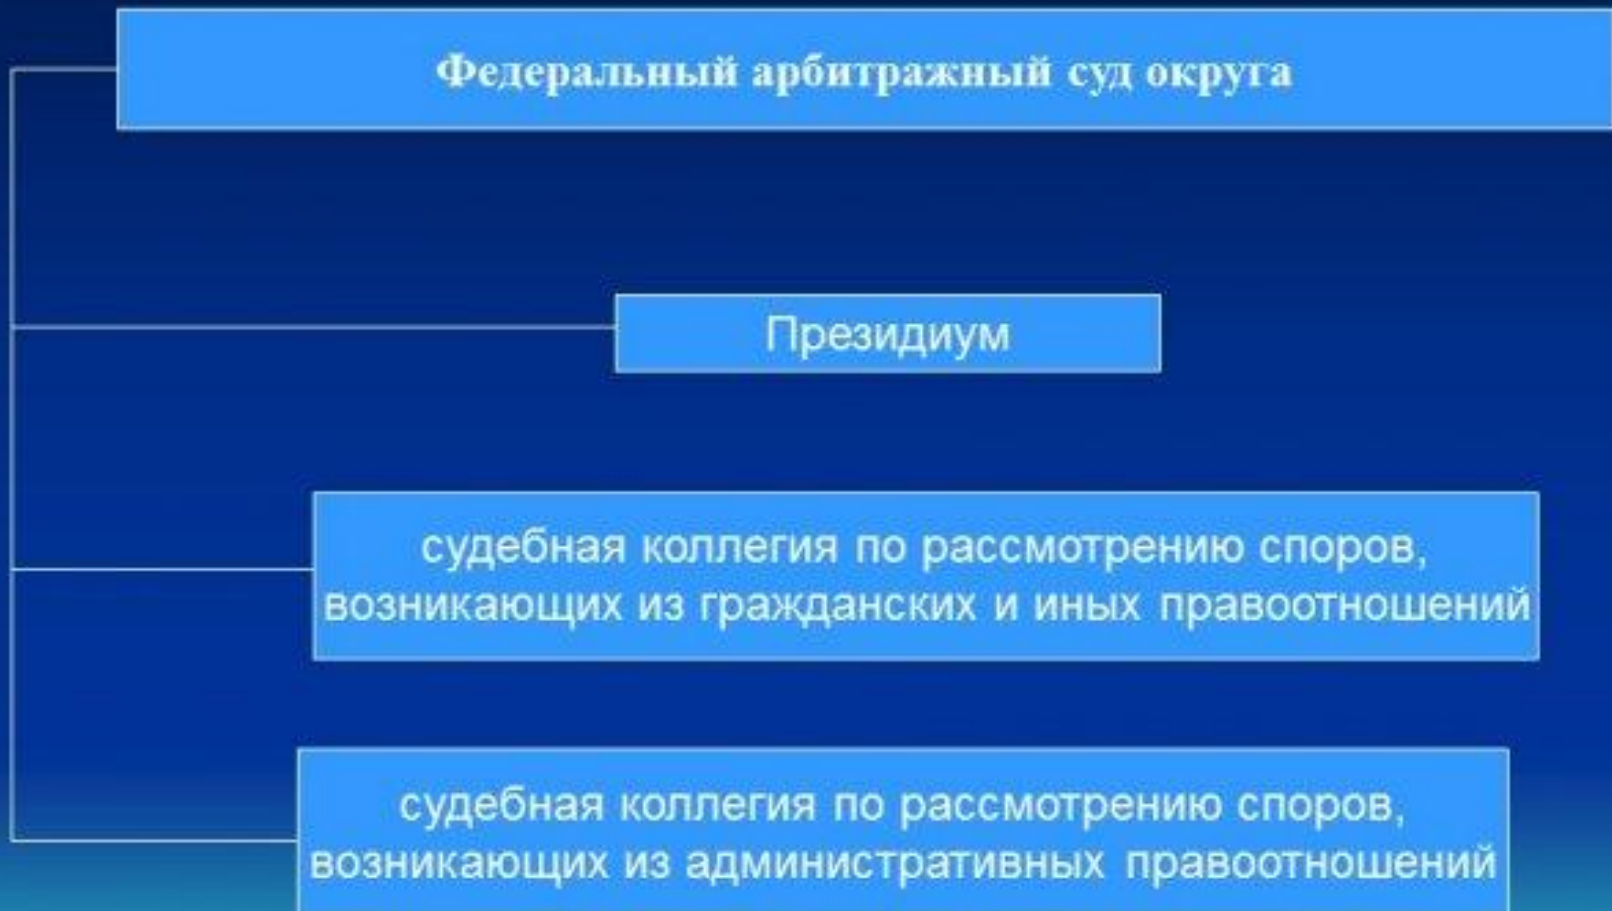 Федеральный арбитражный суд округа
Президиум
судебная коллегия по рассмотрению споров,
возникающих из гражданских и иных правоотношений
судебная коллегия по рассмотрению споров,
возникающих из административных правоотношений